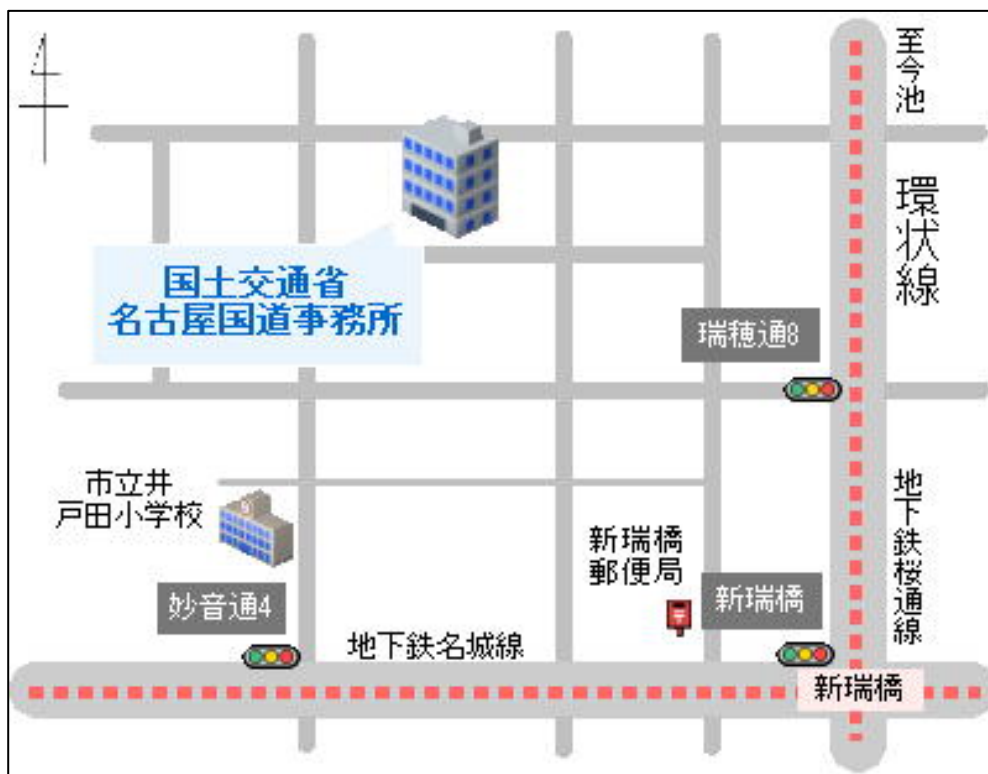 至今池
環状線
国土交通省
名古屋国道事務所
瑞穂通8
市立井
戸田小学校
地下鉄桜通線
新瑞橋
郵便局
妙音通4
新瑞橋
地下鉄名城線
新瑞橋